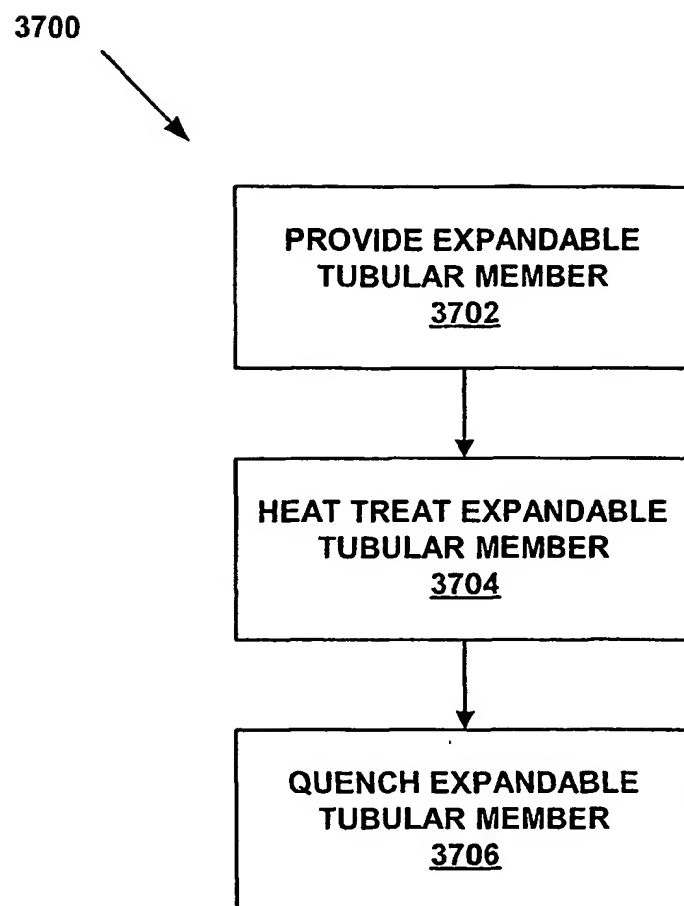 3700
PROVIDE EXPANDABLE
TUBULAR MEMBER
3702
HEAT TREAT EXPANDABLE
TUBULAR MEMBER
3704
QUENCH EXPANDABLE
TUBULAR MEMBER
3706